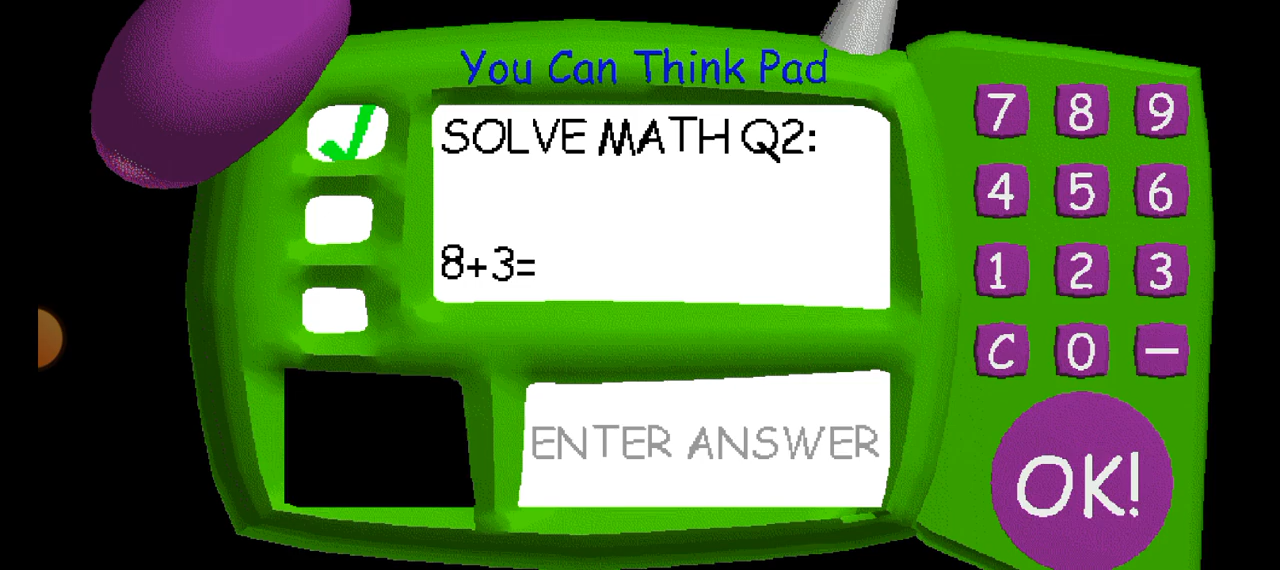 You Can Think Pad
SOLVE MATH Q2:
8+3=
ENTER ANSWER
7 8 9
4 5 6
1 2 3
C 0 —
OK!